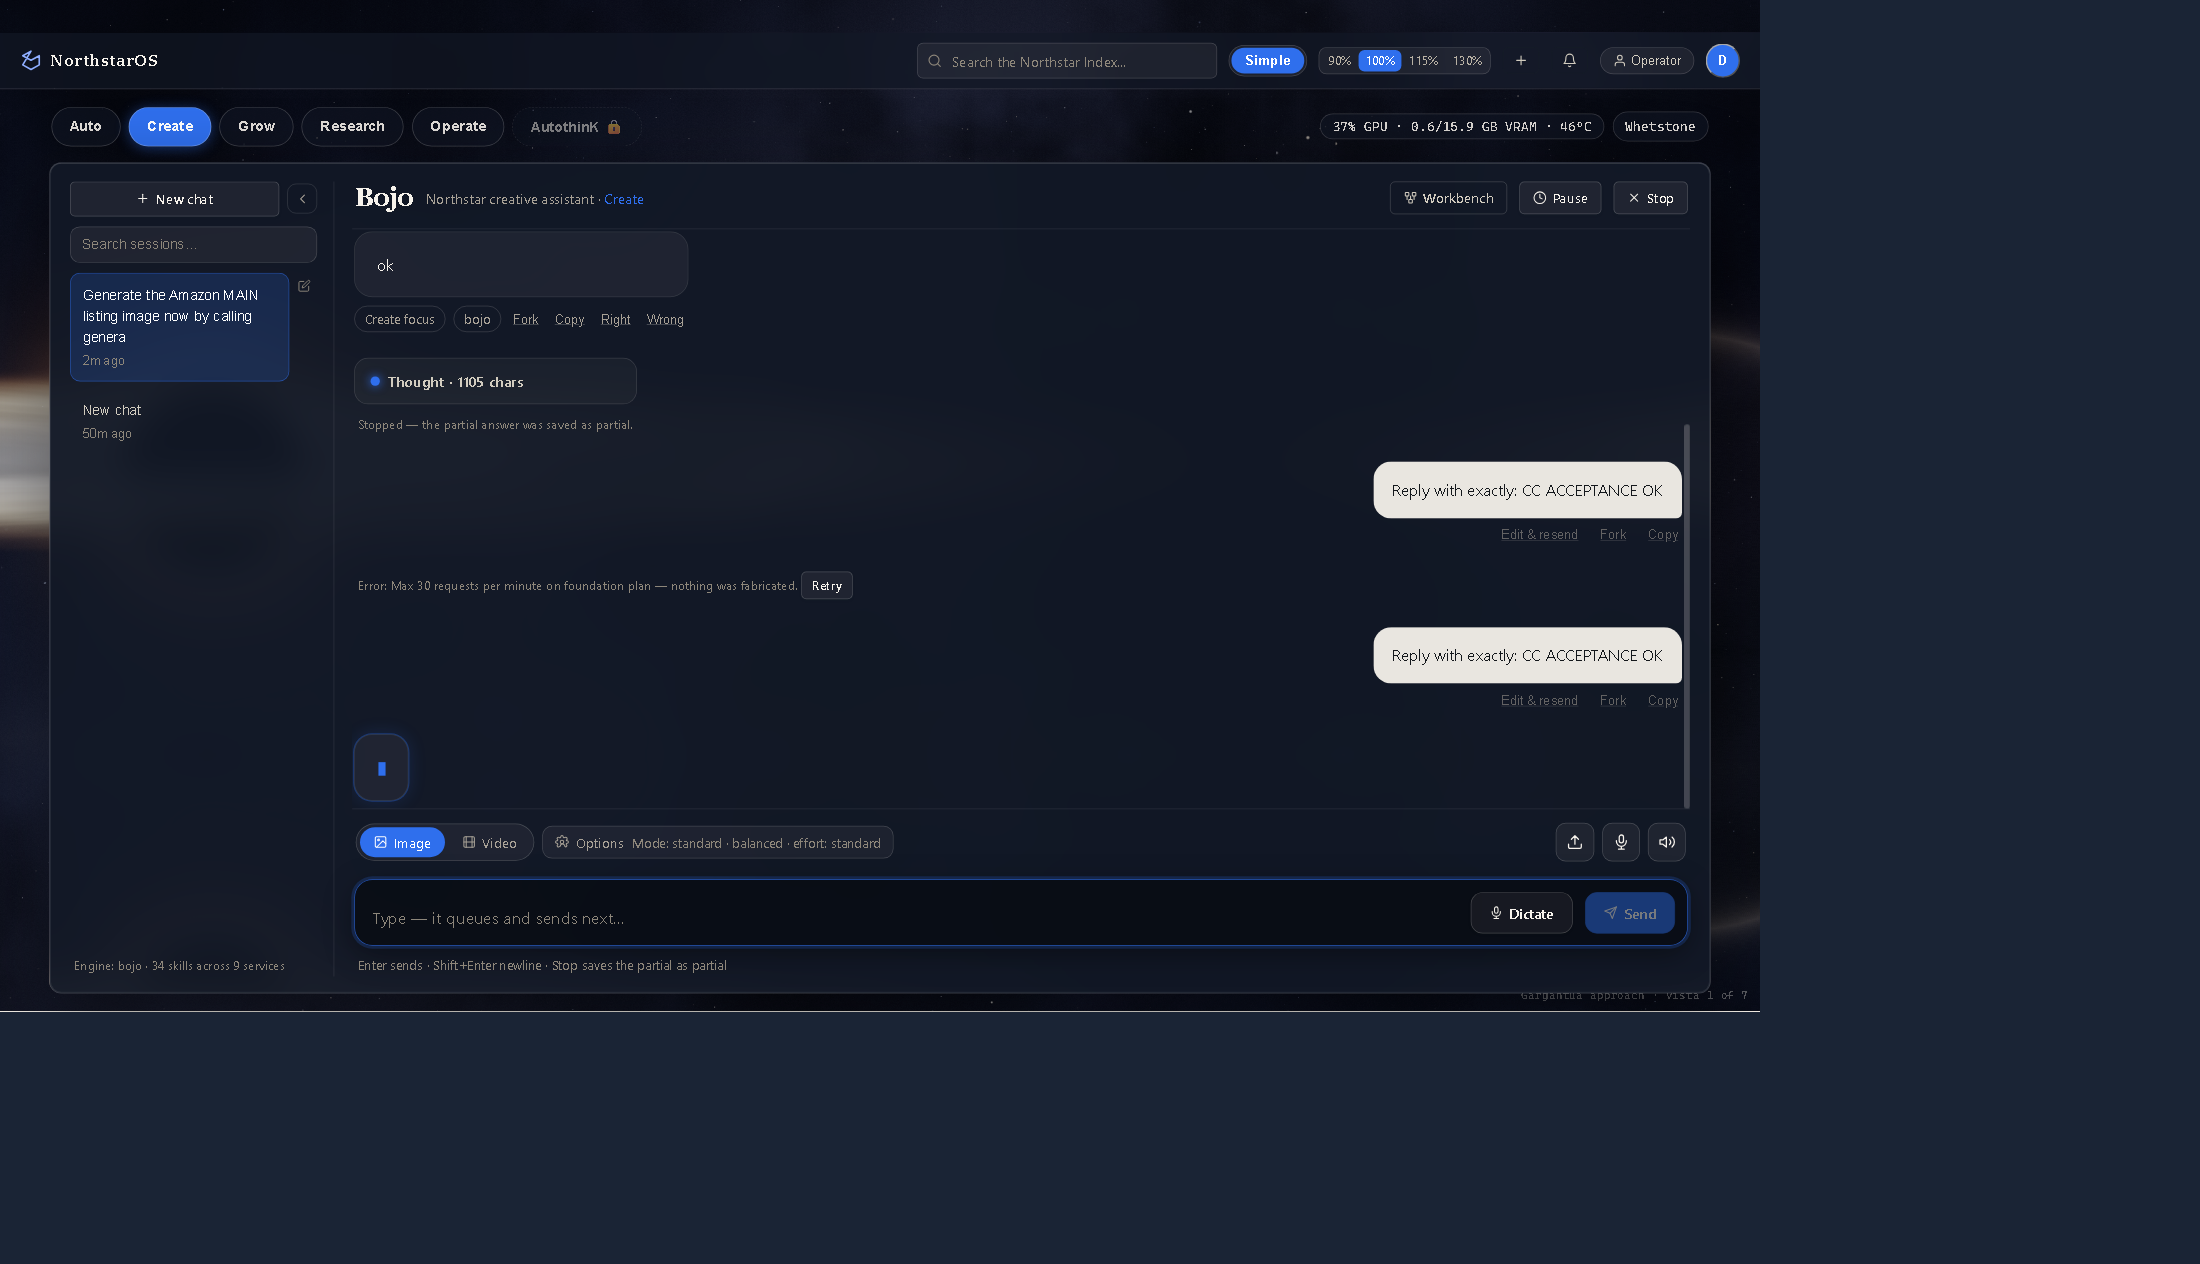 NorthstarOS
Search the Northstar Index...
Simple
90% 100% 115% 130%
Operator
D
Auto
Create
Grow
Research
Operate
AutothinK
37% GPU · 0.6/15.9 GB VRAM · 46°C
Whetstone
+ New chat
Search sessions...
Generate the Amazon MAIN
listing image now by calling
genera
2m ago
New chat
50m ago
Engine: bojo · 34 skills across 9 services
Bojo
Northstar creative assistant · Create
Workbench
Pause
Stop
ok
Create focus
bojo
Fork
Copy
Right
Wrong
Thought · 1105 chars
Stopped — the partial answer was saved as partial.
Reply with exactly: CC ACCEPTANCE OK
Edit & resend
Fork
Copy
Error: Max 30 requests per minute on foundation plan — nothing was fabricated.
Retry
Reply with exactly: CC ACCEPTANCE OK
Edit & resend
Fork
Copy
Image
Video
Options Mode: standard · balanced · effort: standard
Type — it queues and sends next...
Dictate
Send
Enter sends · Shift+Enter newline · Stop saves the partial as partial
Gargantua approach · Vista 1 of 7